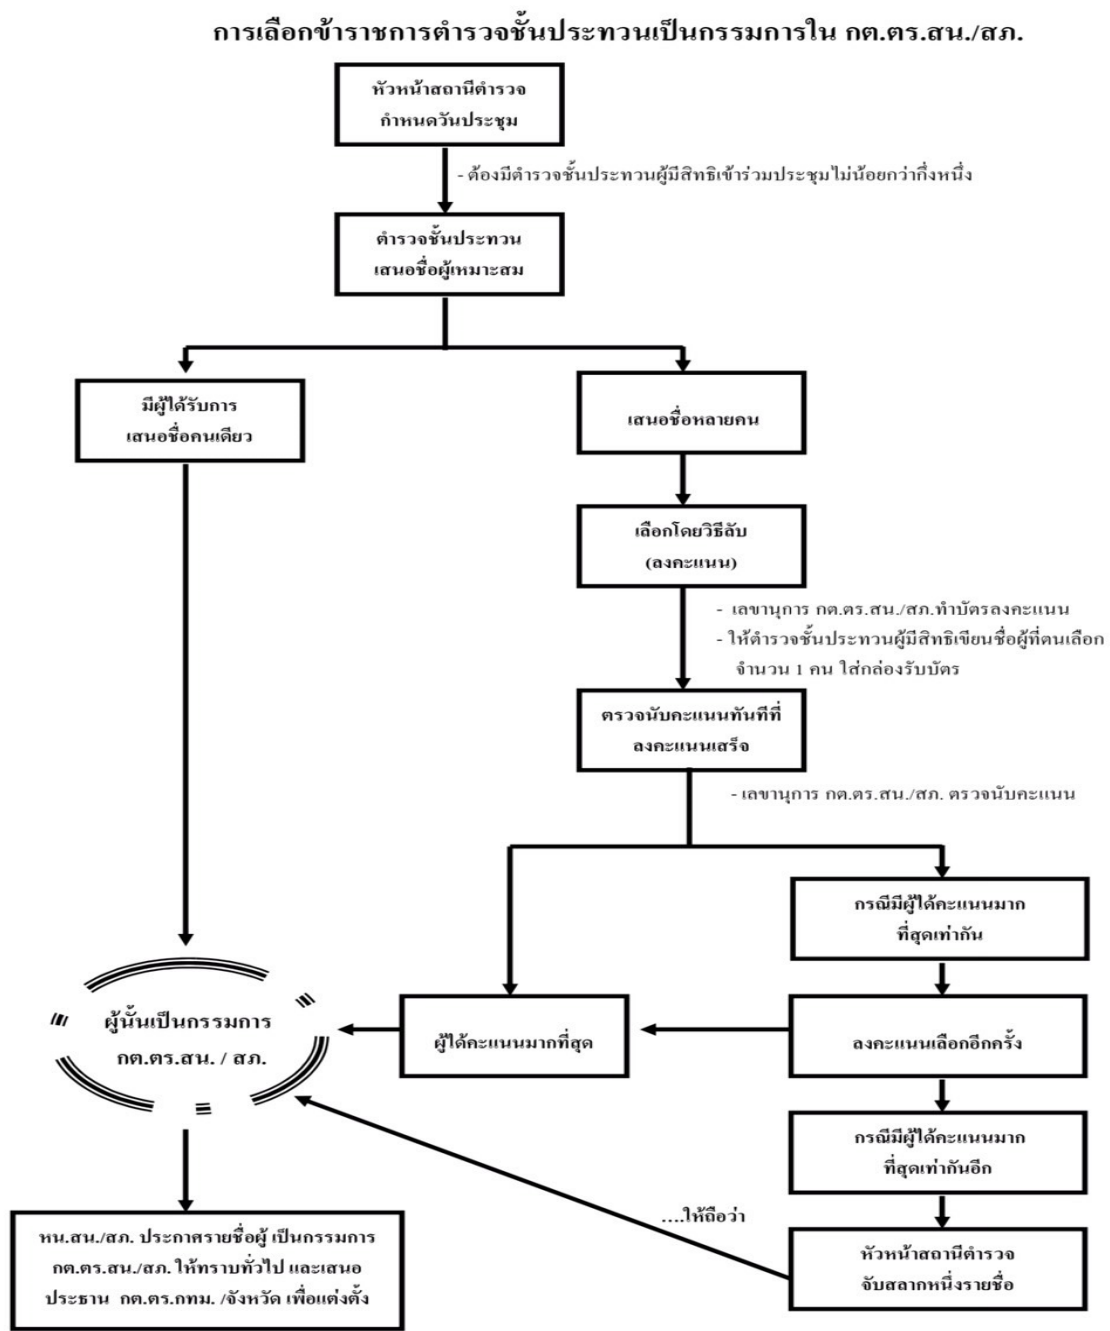 การเลือกข้าราชการตำรวจชั้นประทวนเป็นกรรมการใน กต.ตร.สน./สภ.
หัวหน้าสถานีตำรวจ
กำหนดวันประชุม
- ต้องมีตำรวจชั้นประทวนผู้มีสิทธิเข้าร่วมประชุมไม่น้อยกว่ากึ่งหนึ่ง
ตำรวจชั้นประทวน
เสนอชื่อผู้เหมาะสม
มีผู้ได้รับการ
เสนอชื่อคนเดียว
เสนอชื่อหลายคน
เลือกโดยวิธีลับ
(ลงคะแนน)
- เลขานุการ กต.ตร.สน./สภ.ทำบัตรลงคะแนน
- ให้ตำรวจชั้นประทวนผู้มีสิทธิเขียนชื่อผู้ที่ตนเลือก
จำนวน 1 คน ใส่กล่องรับบัตร
ตรวจนับคะแนนทันทีที่
ลงคะแนนเสร็จ
- เลขานุการ กต.ตร.สน./สภ. ตรวจนับคะแนน
กรณีมีผู้ได้คะแนนมาก
ที่สุดเท่ากัน
ผู้นั้นเป็นกรรมการ
กต.ตร.สน. / สภ.
ผู้ได้คะแนนมากที่สุด
ลงคะแนนเลือกอีกครั้ง
กรณีมีผู้ได้คะแนนมาก
ที่สุดเท่ากันอีก
....ให้ถือว่า
หัวหน้าสถานีตำรวจ
จับสลากหนึ่งรายชื่อ
หน.สน./สภ. ประกาศรายชื่อผู้ เป็นกรรมการ
กต.ตร.สน./สภ. ให้ทราบทั่วไป และเสนอ
ประธาน กต.ตร.กทม. /จังหวัด เพื่อแต่งตั้ง